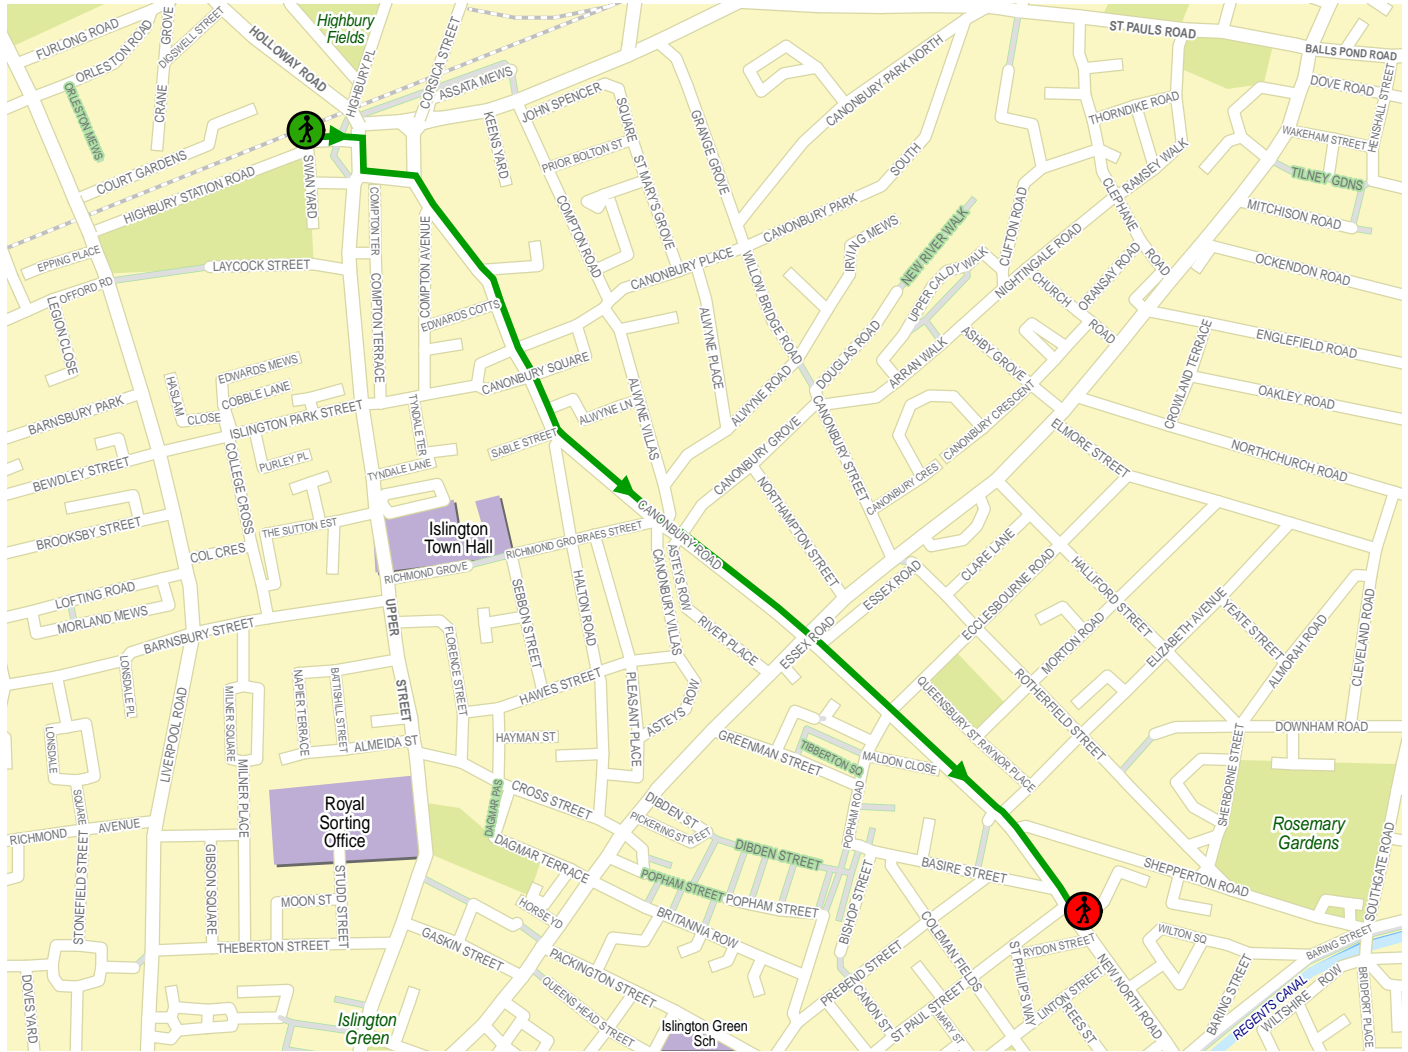 Highbury
Fields
FURLONG ROAD
ORLESTON ROAD
CRANE GROVE
DIGSWELL STREET
HOLLOWAY ROAD
HIGHBURY PL
CORSICA STREET
ASSATA MEWS
ST PAULS ROAD
BALLS POND ROAD
DOVE ROAD
HENSHALL STREET
WAKEHAM STREET
TILNEY GDNS
MITCHISON ROAD
ORLESTON MEWS
COURT GARDENS
HIGHBURY STATION ROAD
SWAN YARD
KEENS YARD
JOHN SPENCER
SQUARE
PRIOR BOLTON ST
ST MARY'S GROVE
GRANGE GROVE
CANONBURY PARK NORTH
CANONBURY PARK SOUTH
THORNDIKE ROAD
RAMSEY WALK
CLEPHANE ROAD
CLIFTON ROAD
NEW RIVER WALK
IRVING MEWS
UPPER CALDY WALK
NIGHTINGALE ROAD
CHURCH ROAD
ORANSAY ROAD
OCKENDON ROAD
ENGLEFIELD ROAD
OAKLEY ROAD
NORTHCHURCH ROAD
CROWLAND TERRACE
EPPING PLACE
OFFORD RD
LEGION CLOSE
LAYCOCK STREET
COMPTON TER
COMPTON TERRACE
COMPTON AVENUE
COMPTON ROAD
CANONBURY PLACE
EDWARDS COTTS
CANONBURY SQUARE
ALWYNE PLACE
WILLOW BRIDGE ROAD
ALWYNE ROAD
ALWYNE VILLAS
ALWYNE LN
SABLE STREET
DOUGLAS ROAD
ARRAN WALK
ASHBY GROVE
CANONBURY GROVE
CANONBURY STREET
CANONBURY CRES
CANONBURY CRESCENT
ELMORE STREET
EDWARDS MEWS
COBBLE LANE
HASLAM
CLOSE
ISLINGTON PARK STREET
BARNSBURY PARK
BEWDLEY STREET
BROOKSBY STREET
COLLEGE CROSS
PURLEY PL
TYNDALE TER
TYNDALE LANE
THE SUTTON EST
COL CRES
Islington
Town Hall
RICHMOND GROVE
RICHMOND GRO
BRAES STREET
CANONBURY ROAD
NORTHAMPTON STREET
ESSEX ROAD
CLARE LANE
ECCLESBOURNE ROAD
HALLIFORD STREET
MORTON ROAD
ELIZABETH AVENUE
YEATE STREET
ALMORAH ROAD
CLEVELAND ROAD
LOFTING ROAD
MORLAND MEWS
BARNSBURY STREET
LONSDALE PL
LIVERPOOL ROAD
MILNER SQUARE
MILNER PLACE
NAPIER TERRACE
BATTISHILL STREET
UPPER
STREET
ALMEIDA ST
FLORENCE STREET
SEBBON STREET
HALTON ROAD
HAWES STREET
HAYMAN ST
PLEASANT PLACE
ASTEYS ROW
CANONBURY VILLAS
ASTEYS ROW
RIVER PLACE
ESSEX ROAD
QUEENSBURY ST
RAYNOR PLACE
ROTHERFIELD STREET
DOWNHAM ROAD
SHERBORNE STREET
Rosemary
Gardens
SOUTHGATE ROAD
SHEPPERTON ROAD
LONSDALE
SQUARE
STONEFIELD STREET
RICHMOND AVENUE
GIBSON SQUARE
Royal
Sorting
Office
STUDD STREET
MOON ST
THEBERTON STREET
DOVES YARD
DAGMAR PAS
CROSS STREET
DAGMAR TERRACE
GREENMAN STREET
TIBBERTON SQ
MALDON CLOSE
POPHAM ROAD
DIBDEN ST
PICKERING STREET
DIBDEN STREET
POPHAM STREET
POPHAM STREET
BRITANNIA ROW
BISHOP STREET
BASIRE STREET
COLEMAN FIELDS
PREBEND STREET
CANON ST
ST PAUL STREET
MARY ST
ST PHILIP'S WAY
RYDON STREET
LINTON STREET
ARREES ST
NEW NORTH ROAD
WILTON SQ
BARING STREET
BARING STREET
REGENTS CANAL
WILTSHIRE ROW
BRIDPORT PLACE
HORSE YD
GASKIN STREET
PACKINGTON STREET
QUEENS HEAD STREET
Islington
Green
Islington Green
Sch